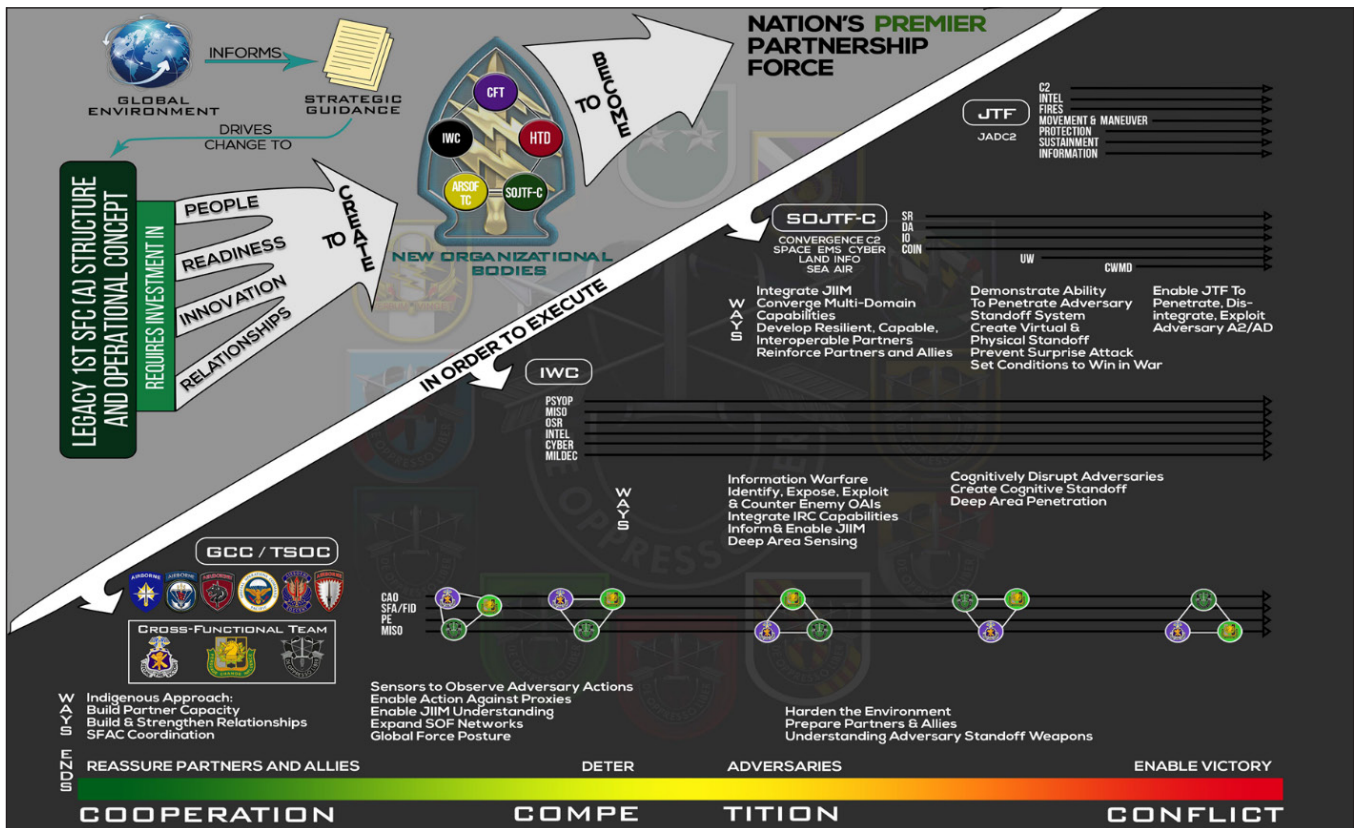 NATION'S PREMIER
PARTNERSHIP
FORCE
INFORMS
GLOBAL
ENVIRONMENT
STRATEGIC
GUIDANCE
DRIVES
CHANGE TO
LEGACY 1ST SFC (A) STRUCTURE
AND OPERATIONAL CONCEPT
REQUIRES INVESTMENT IN
PEOPLE
READINESS
INNOVATION
RELATIONSHIPS
TO CREATE
CFT
IWC
HTD
ARSOF
TC
SOJTF-C
NEW ORGANIZATIONAL
BODIES
TO BECOME
IN ORDER TO EXECUTE
JTF
JADC2
C2
INTEL
FIRES
MOVEMENT & MANEUVER
PROTECTION
SUSTAINMENT
INFORMATION
SOJTF-C
CONVERGENCE C2
SPACE EMS CYBER
LAND INFO
SEA AIR
SR
DA
IO
COIN
UW
CWMD
WAYS
Integrate JIIM
Converge Multi-Domain
Capabilities
Develop Resilient, Capable,
Interoperable Partners
Reinforce Partners and Allies
Demonstrate Ability
To Penetrate Adversary
Standoff System
Create Virtual &
Physical Standoff
Prevent Surprise Attack
Set Conditions to Win in War
Enable JTF To
Penetrate, Dis-
integrate, Exploit
Adversary A2/AD
IWC
PSYOP
MISO
OSR
INTEL
CYBER
MILDEC
WAYS
Information Warfare
Identify, Expose, Exploit
& Counter Enemy OAIs
Integrate IRC Capabilities
Inform & Enable JIIM
Deep Area Sensing
Cognitively Disrupt Adversaries
Create Cognitive Standoff
Deep Area Penetration
GCC / TSOC
AIRBORNE
AIRBORNE
AIRBORNE
AIRBORNE
CROSS-FUNCTIONAL TEAM
CAO
SFA/FID
PE
MISO
WAYS
Indigenous Approach:
Build Partner Capacity
Build & Strengthen Relationships
SFAC Coordination
Sensors to Observe Adversary Actions
Enable Action Against Proxies
Enable JIIM Understanding
Expand SOF Networks
Global Force Posture
Harden the Environment
Prepare Partners & Allies
Understanding Adversary Standoff Weapons
ENDS
REASSURE PARTNERS AND ALLIES
DETER
ADVERSARIES
ENABLE VICTORY
COOPERATION
COMPE TITION
CONFLICT